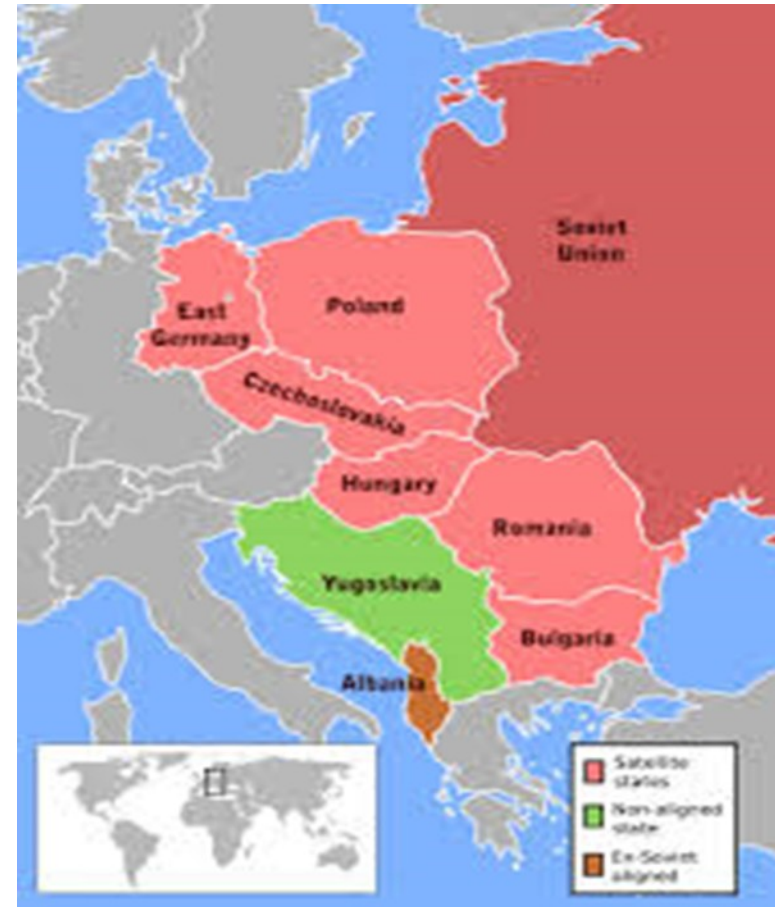 Soviet
Union
East
Germany
Poland
Czechoslovakia
Hungary
Romania
Yugoslavia
Bulgaria
Albania
Satellite
states
Non-aligned
state
Ex-Soviet
aligned